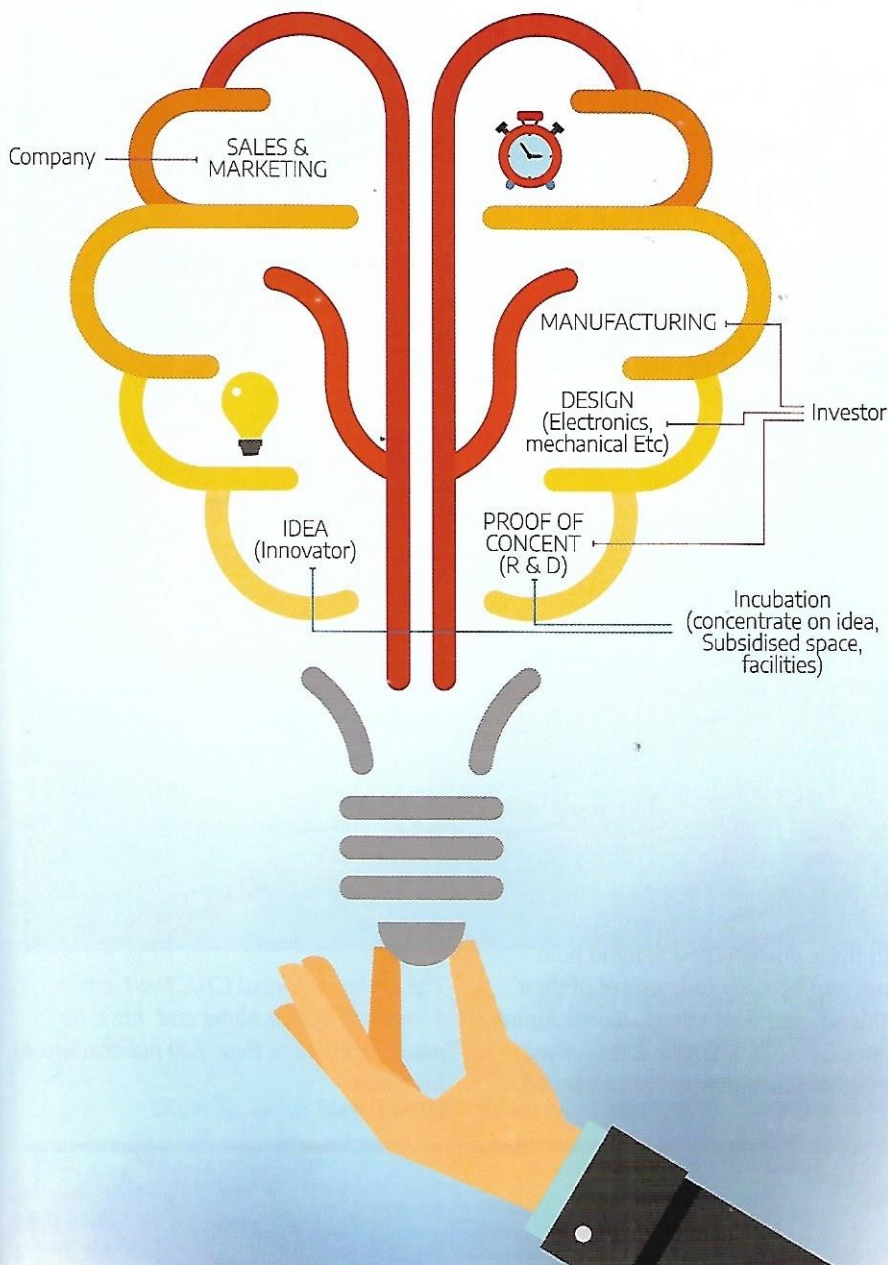 Company
SALES &
MARKETING
MANUFACTURING
DESIGN
(Electronics,
mechanical Etc)
Investor
IDEA
(Innovator)
PROOF OF
CONCENT
(R & D)
Incubation
(concentrate on idea,
Subsidised space,
facilities)